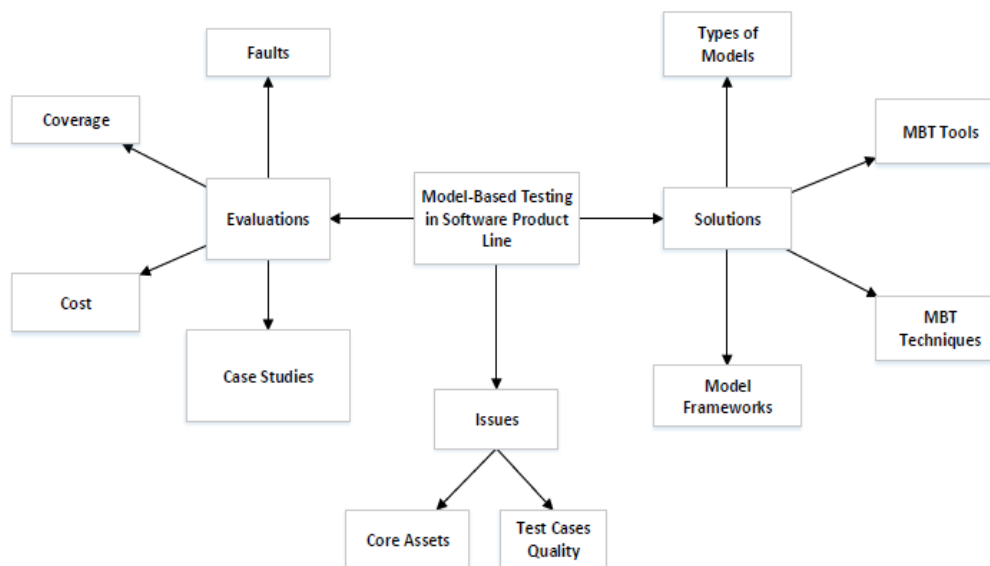 Faults
Types of
Models
Coverage
MBT Tools
Model-Based Testing
in Software Product
Line
Evaluations
Solutions
Cost
MBT
Techniques
Case Studies
Model
Frameworks
Issues
Core Assets
Test Cases
Quality